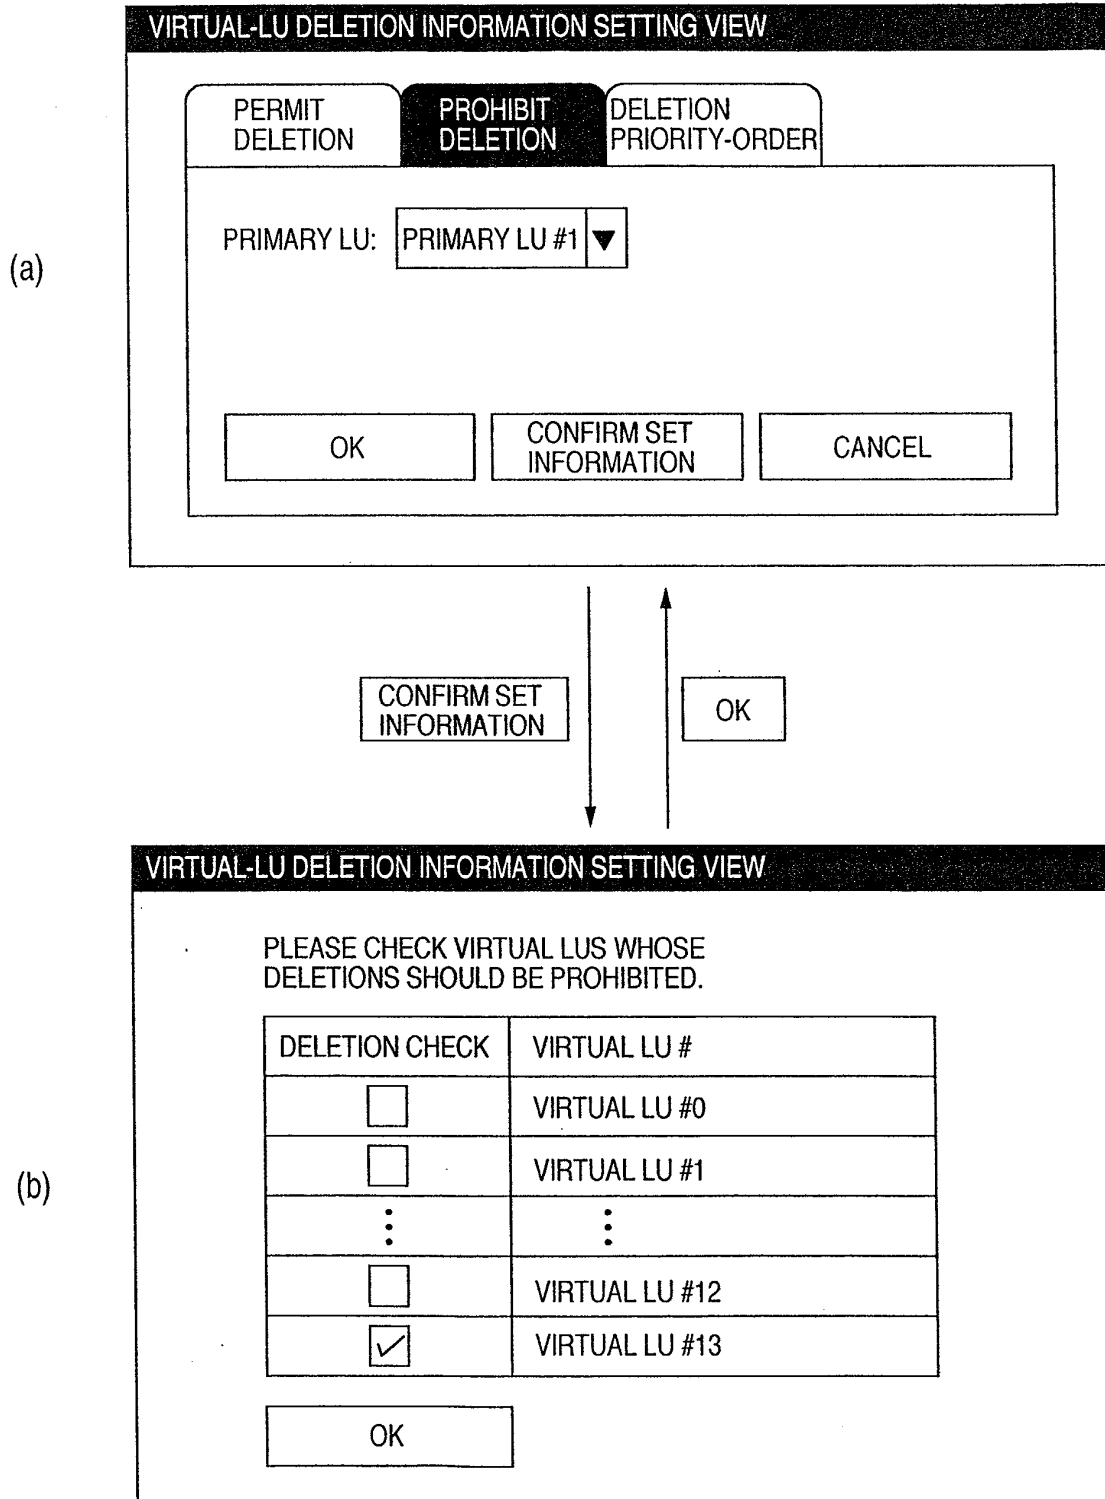 VIRTUAL-LU DELETION INFORMATION SETTING VIEW
PERMIT
DELETION
PROHIBIT
DELETION
DELETION
PRIORITY-ORDER
(a)
PRIMARY LU: PRIMARY LU #1
OK
CONFIRM SET
INFORMATION
CANCEL
CONFIRM SET
INFORMATION
OK
VIRTUAL-LU DELETION INFORMATION SETTING VIEW
PLEASE CHECK VIRTUAL LUS WHOSE
DELETIONS SHOULD BE PROHIBITED.
(b)
DELETION CHECK VIRTUAL LU #
VIRTUAL LU #0
VIRTUAL LU #1
VIRTUAL LU #12
VIRTUAL LU #13
OK